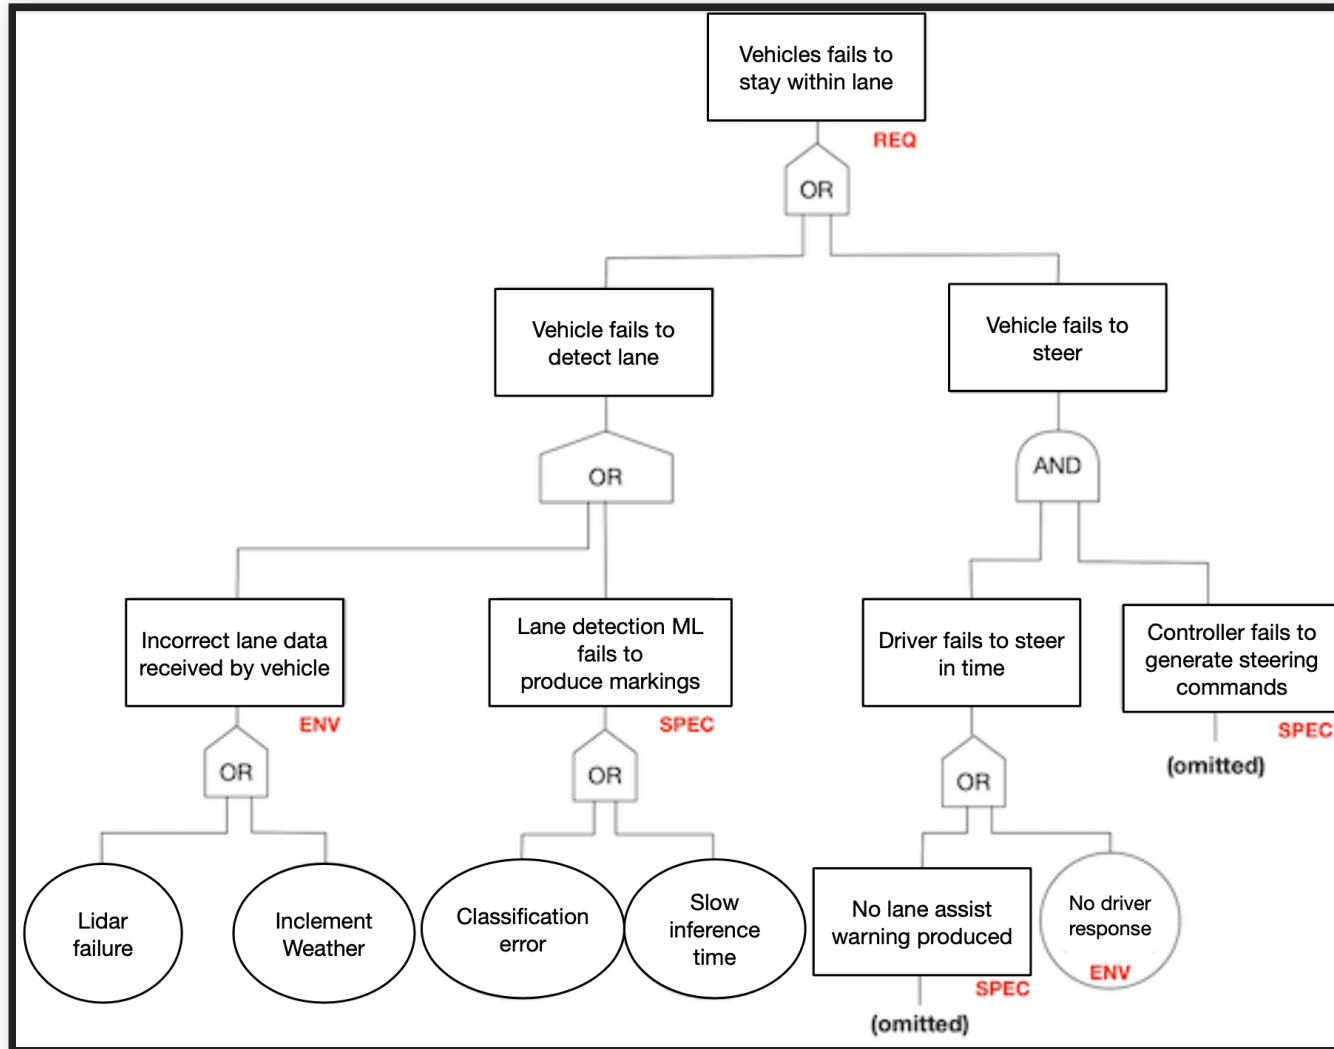 Vehicles fails to
stay within lane
REQ
OR
Vehicle fails to
detect lane
Vehicle fails to
steer
OR
AND
Incorrect lane data
received by vehicle
ENV
Lane detection ML
fails to
produce markings
SPEC
Driver fails to steer
in time
Controller fails to
generate steering
commands
SPEC
(omitted)
OR
OR
OR
Lidar
failure
Inclement
Weather
Classification
error
Slow
inference
time
No lane assist
warning produced
SPEC
(omitted)
No driver
response
ENV